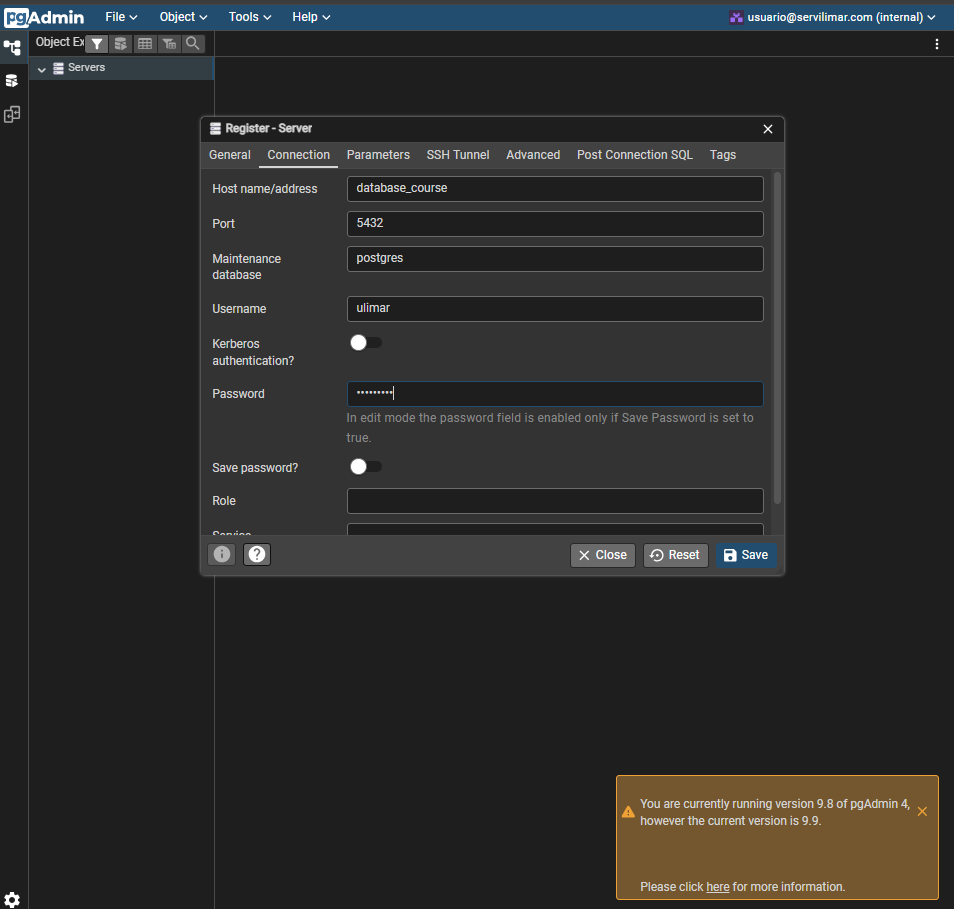 pgAdmin File Object Tools Help usuario@servilimar.com (internal)
Object Ex
Servers
Register - Server
General Connection Parameters SSH Tunnel Advanced Post Connection SQL Tags
Host name/address database_course
Port 5432
Maintenance
database
postgres
Username ulimar
Kerberos
authentication?
Password •••••••••
In edit mode the password field is enabled only if Save Password is set to
true.
Save password?
Role
Service
Close Reset Save
You are currently running version 9.8 of pgAdmin 4,
however the current version is 9.9.
Please click here for more information.